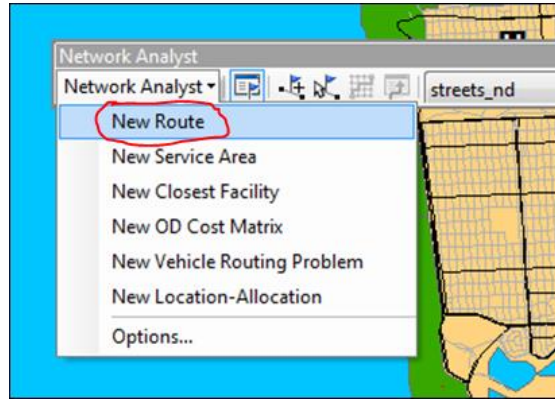 Network Analyst
Network Analyst streets_nd
New Route
New Service Area
New Closest Facility
New OD Cost Matrix
New Vehicle Routing Problem
New Location-Allocation
Options...